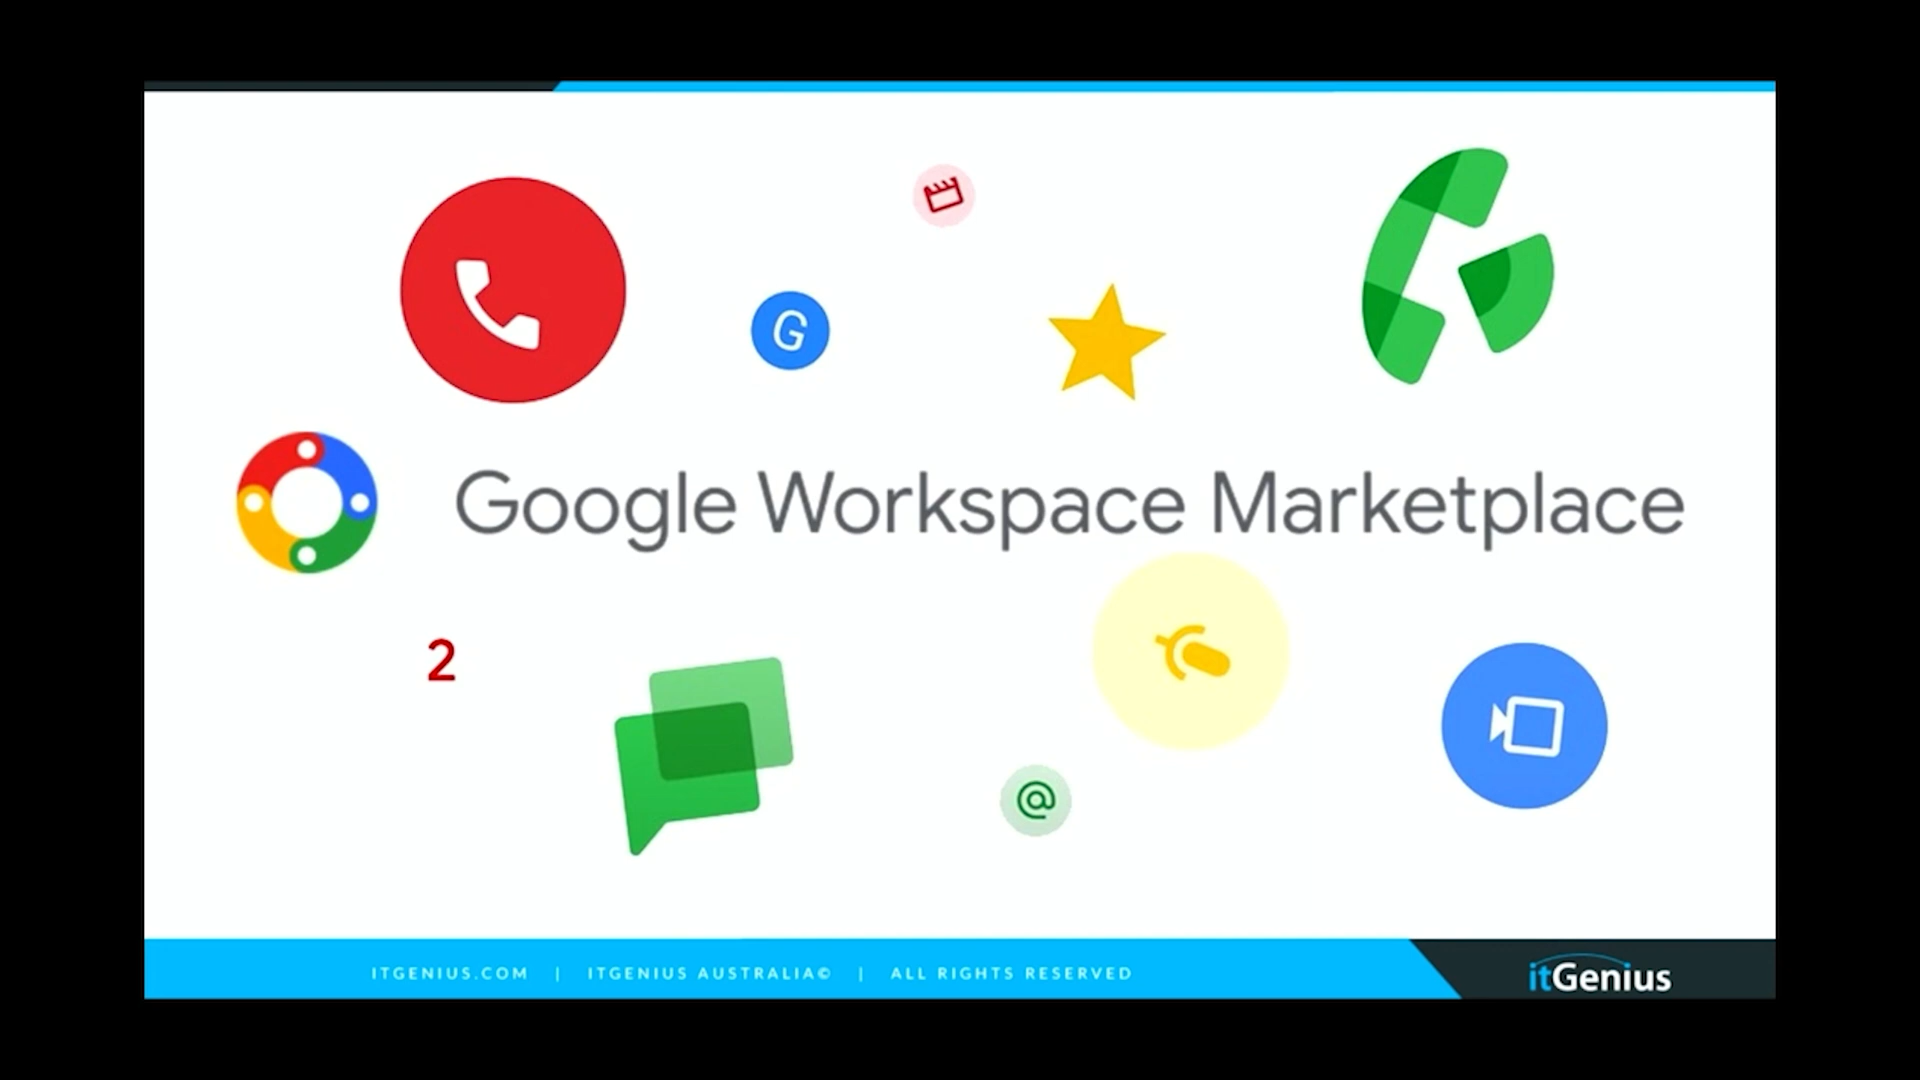 G
Google Workspace Marketplace
2
@
ITGENIUS.COM | ITGENIUS AUSTRALIA© | ALL RIGHTS RESERVED
itGenius